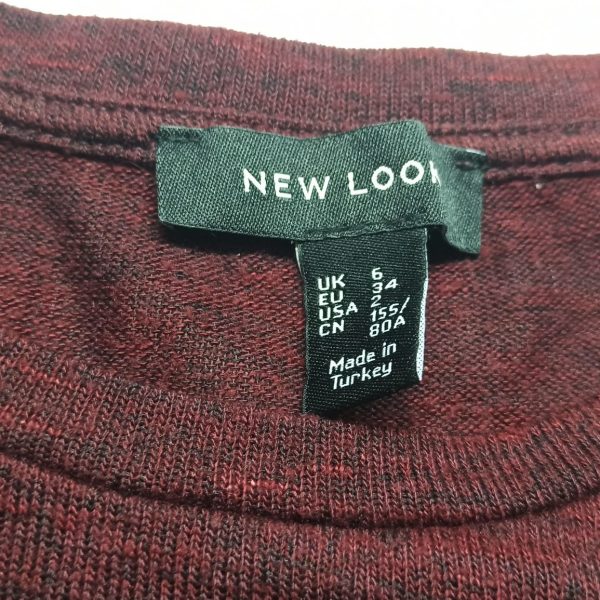 NEW LOOK
UK 6
EU 34
USA 2
CN 155/
80A
Made in
Turkey